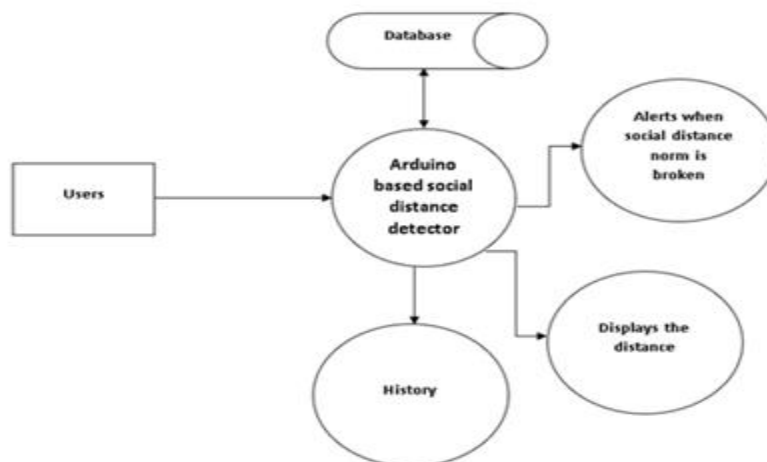 Database
Alerts when
social distance
norm is
broken
Arduino
based social
distance
detector
Users
Displays the
distance
History